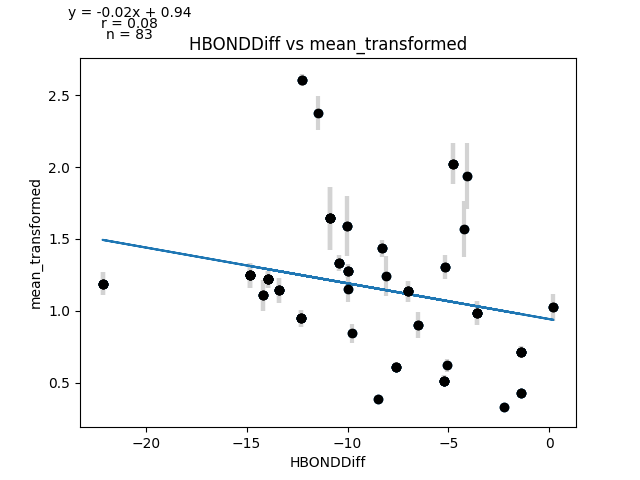 y = -0.02x + 0.94
r = 0.08
n = 83
HBONDDiff vs mean_transformed
2.5
2.0
1.5
1.0
0.5
mean_transformed
−20
−15
−10
−5
0
HBONDDiff